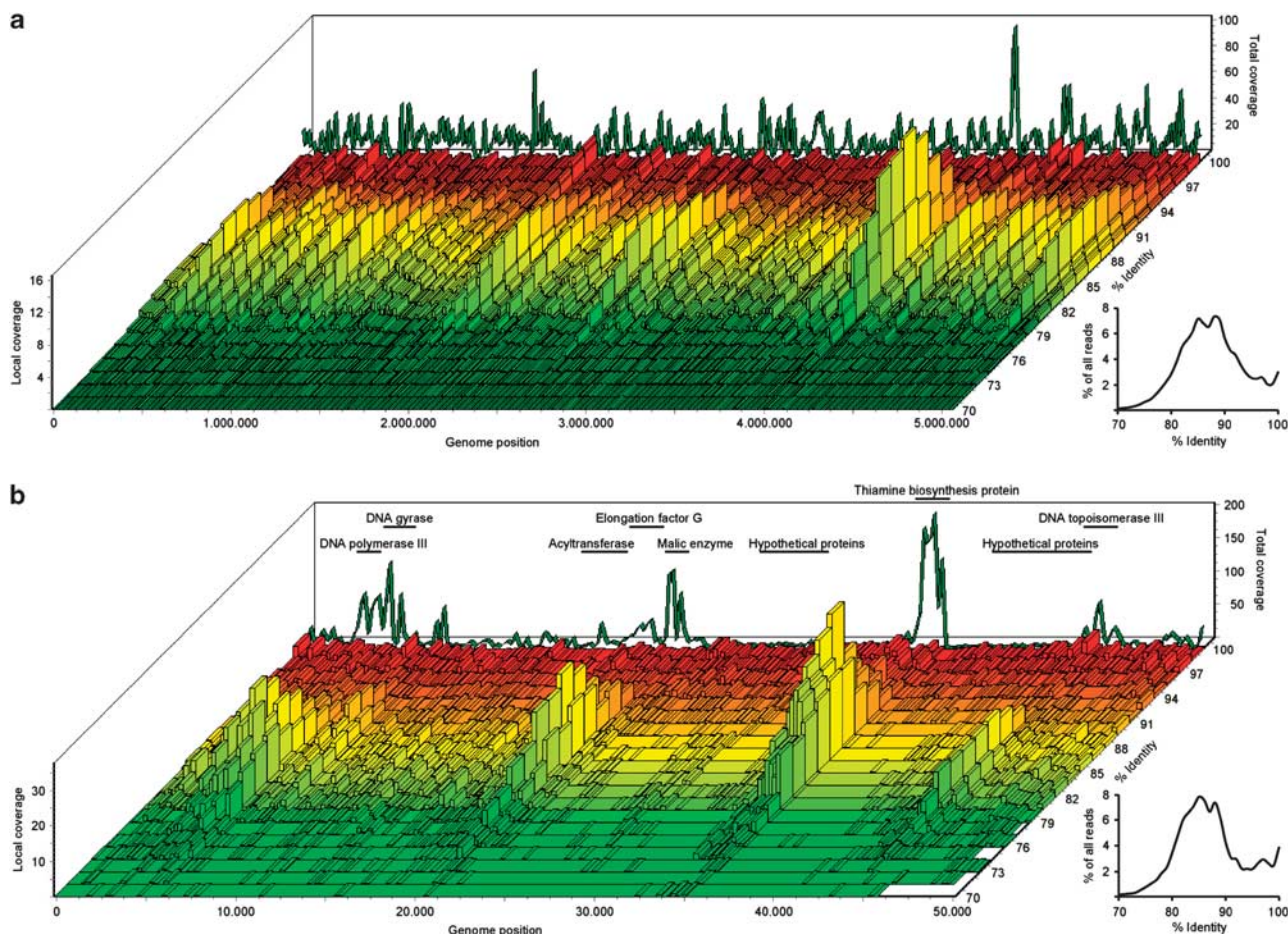 a
100
80
60
40
20
Total coverage
100
97
94
91
88
85
82
79
76
73
70
% Identity
16
12
8
4
Local coverage
0
1.000.000
2.000.000
3.000.000
4.000.000
5.000.000
Genome position
8
6
4
2
% of all reads
70
80
90
100
% Identity
b
Thiamine biosynthesis protein
DNA gyrase
Elongation factor G
DNA topoisomerase III
DNA polymerase III
Acyltransferase
Malic enzyme
Hypothetical proteins
Hypothetical proteins
200
150
100
50
Total coverage
100
97
94
91
88
85
82
79
76
73
70
% Identity
30
20
10
Local coverage
0
10.000
20.000
30.000
40.000
50.000
Genome position
8
6
4
2
% of all reads
70
80
90
100
% Identity